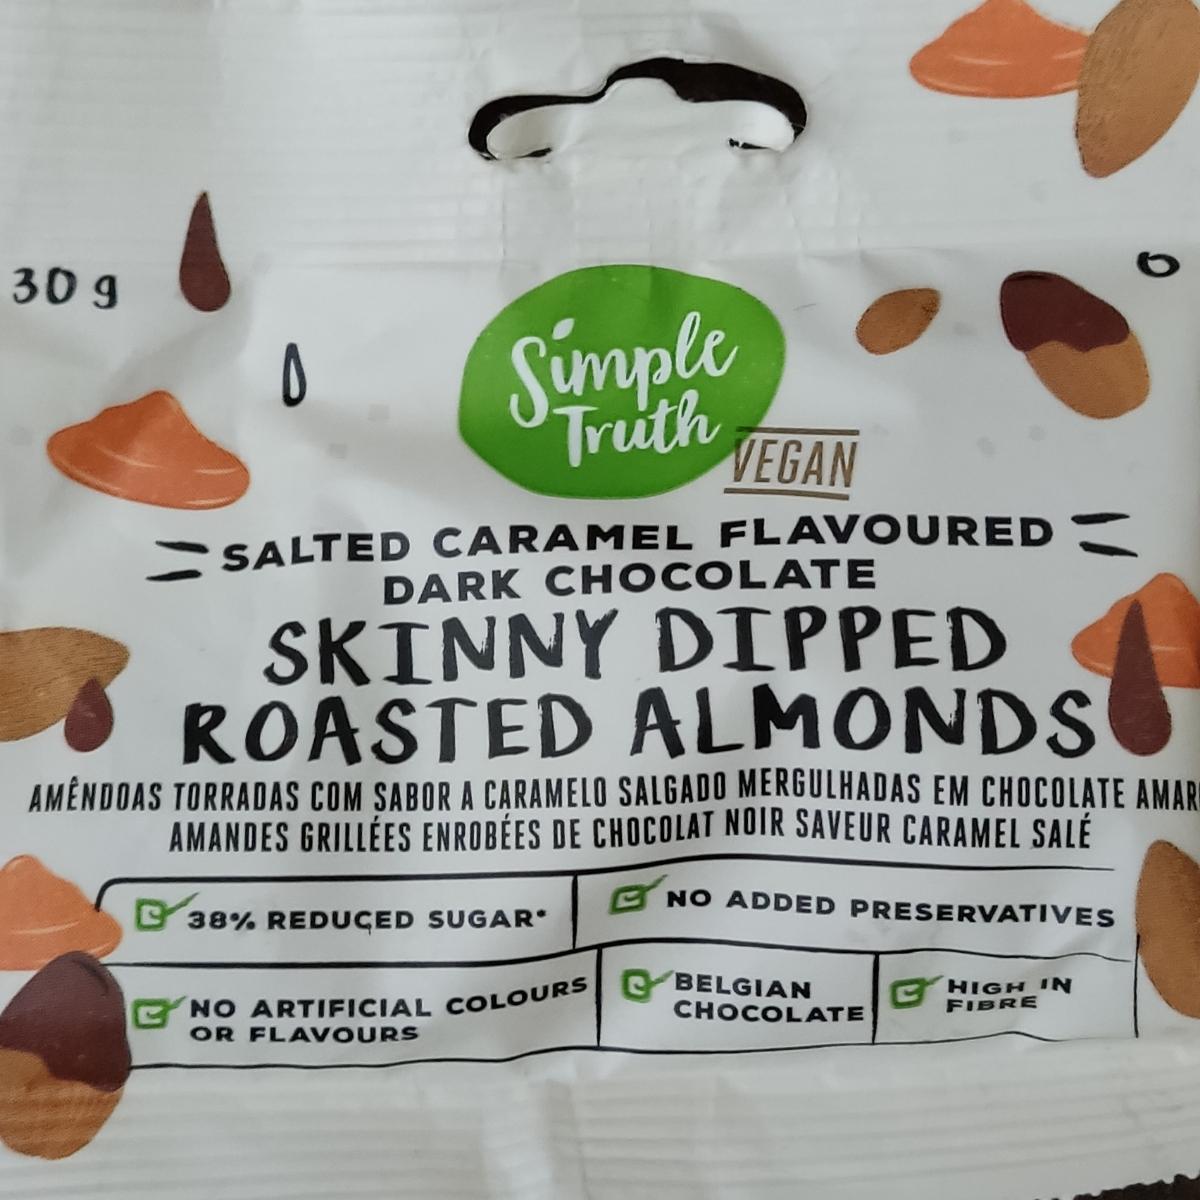 30 g
Simple
Truth
VEGAN
SALTED CARAMEL FLAVOURED
DARK CHOCOLATE
SKINNY DIPPED
ROASTED ALMONDS
AMÊNDOAS TORRADAS COM SABOR A CARAMELO SALGADO MERGULHADAS EM CHOCOLATE
AMANDES GRILLÉES ENROBÉES DE CHOCOLAT NOIR SAVEUR CARAMEL SALÉ
38% REDUCED SUGAR*
NO ADDED PRESERVATIVES
NO ARTIFICIAL COLOURS
OR FLAVOURS
BELGIAN
CHOCOLATE
HIGH IN
FIBRE